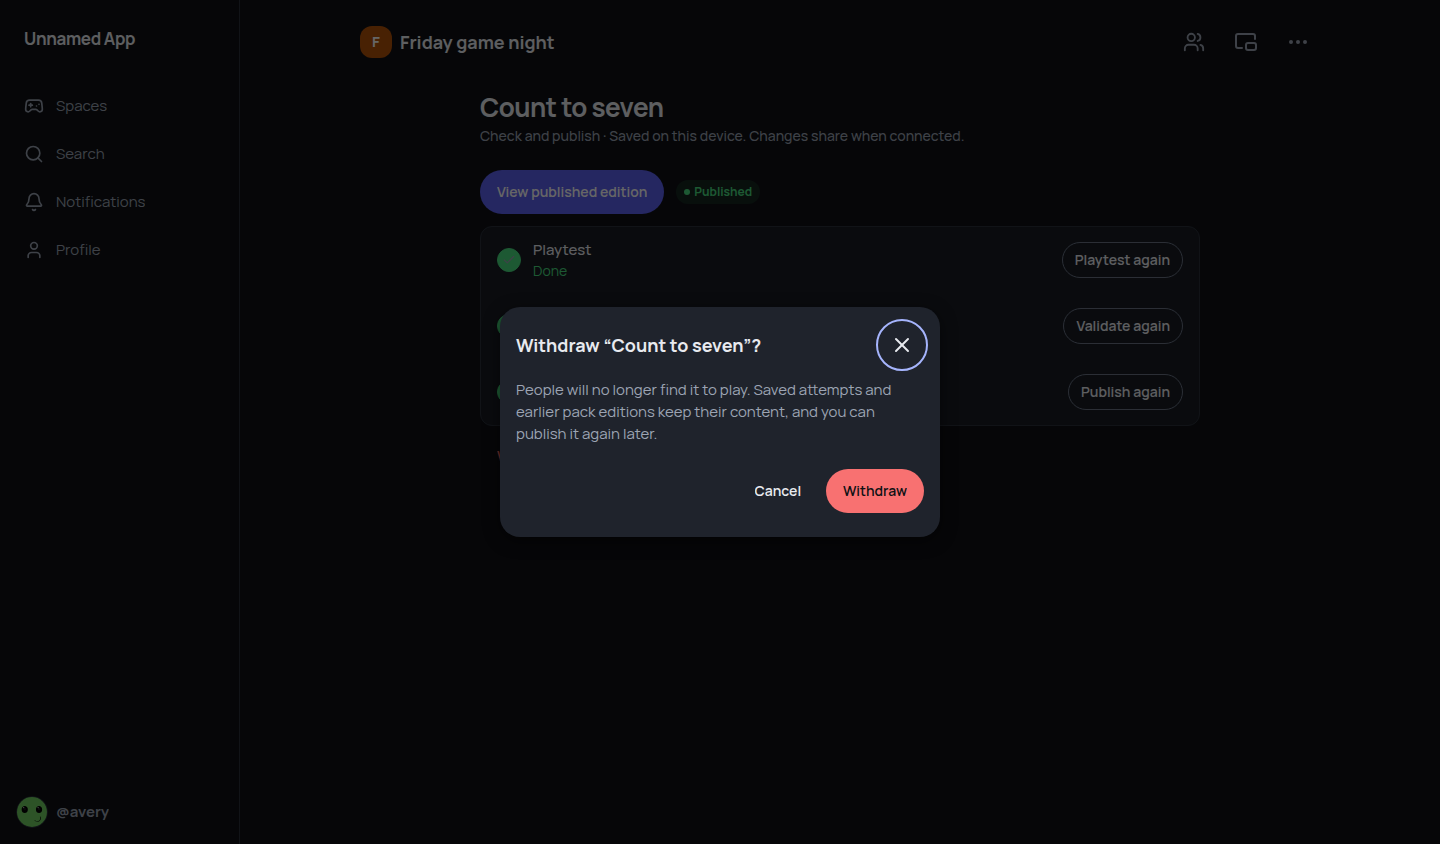 Unnamed App
Spaces
Search
Notifications
Profile
@avery
F
Friday game night
Count to seven
Check and publish · Saved on this device. Changes share when connected.
View published edition
Published
Playtest
Done
Playtest again
Validate again
Publish again
Withdraw “Count to seven”?
People will no longer find it to play. Saved attempts and
earlier pack editions keep their content, and you can
publish it again later.
Cancel
Withdraw